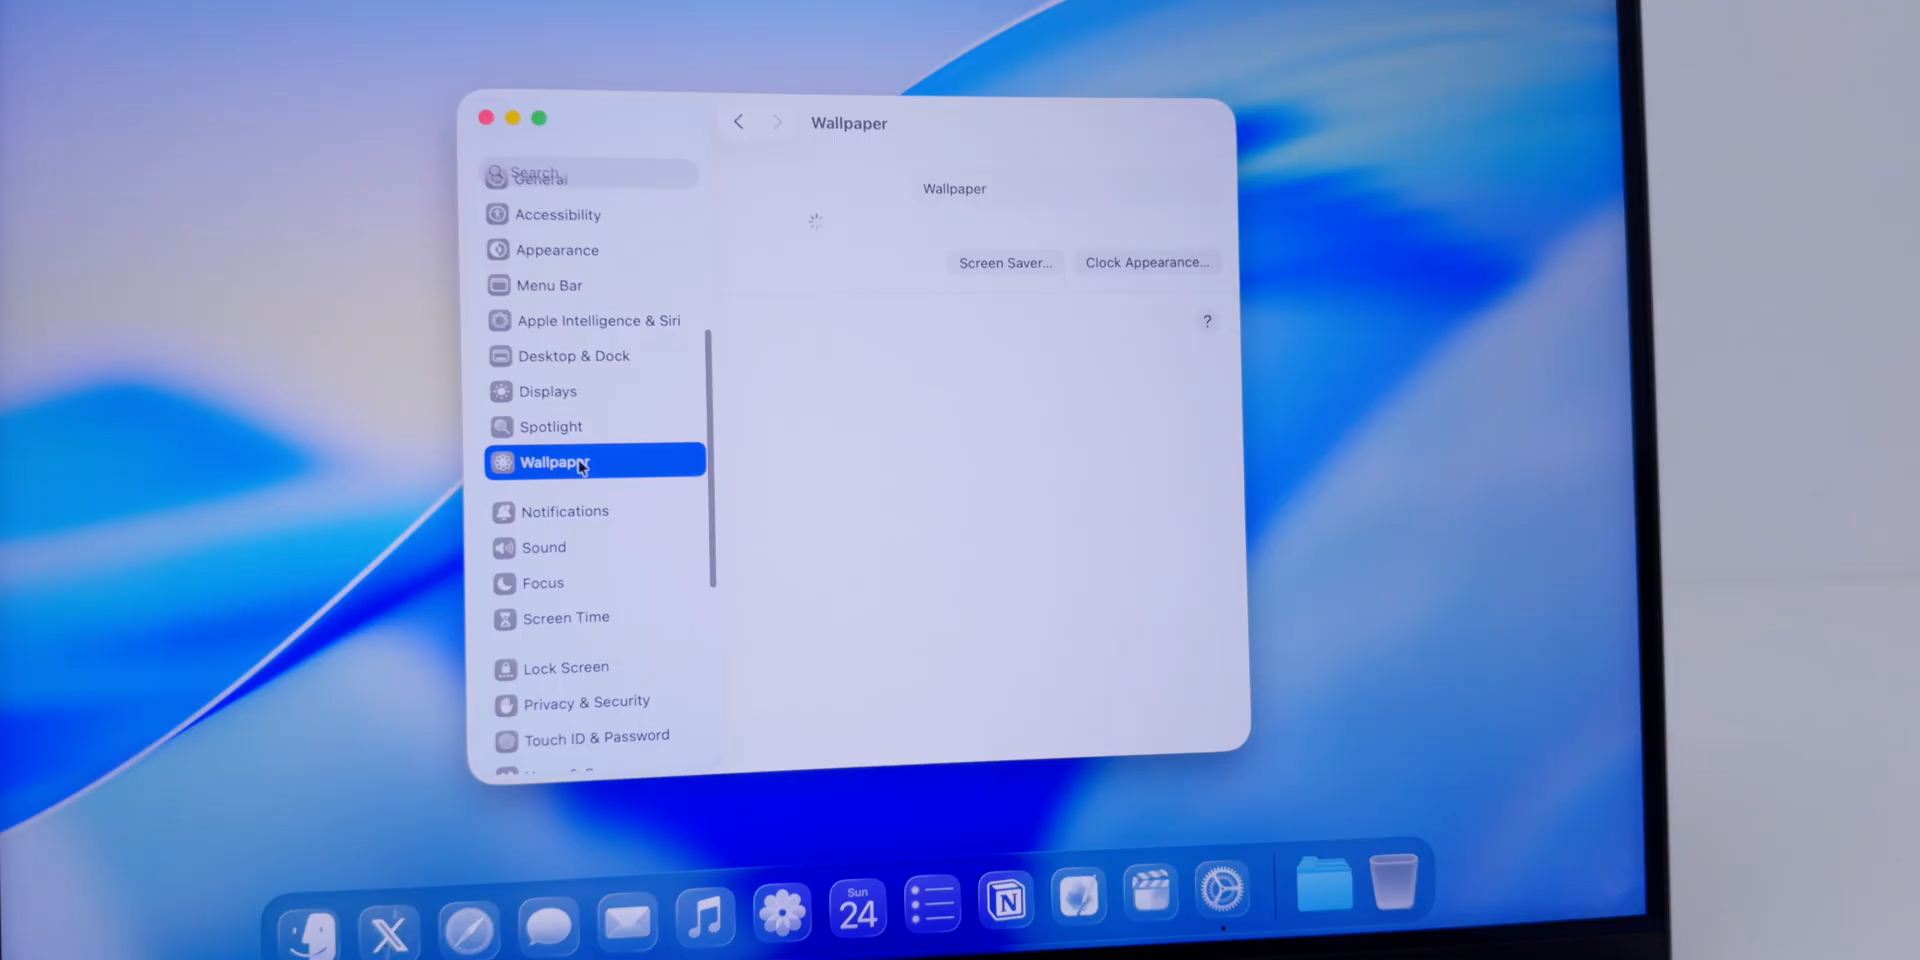 Wallpaper
Search
General
Accessibility
Appearance
Menu Bar
Apple Intelligence & Siri
Desktop & Dock
Displays
Spotlight
Wallpaper
Notifications
Sound
Focus
Screen Time
Lock Screen
Privacy & Security
Touch ID & Password
Wallpaper
Screen Saver...
Clock Appearance...
?
X
Sun
24
N